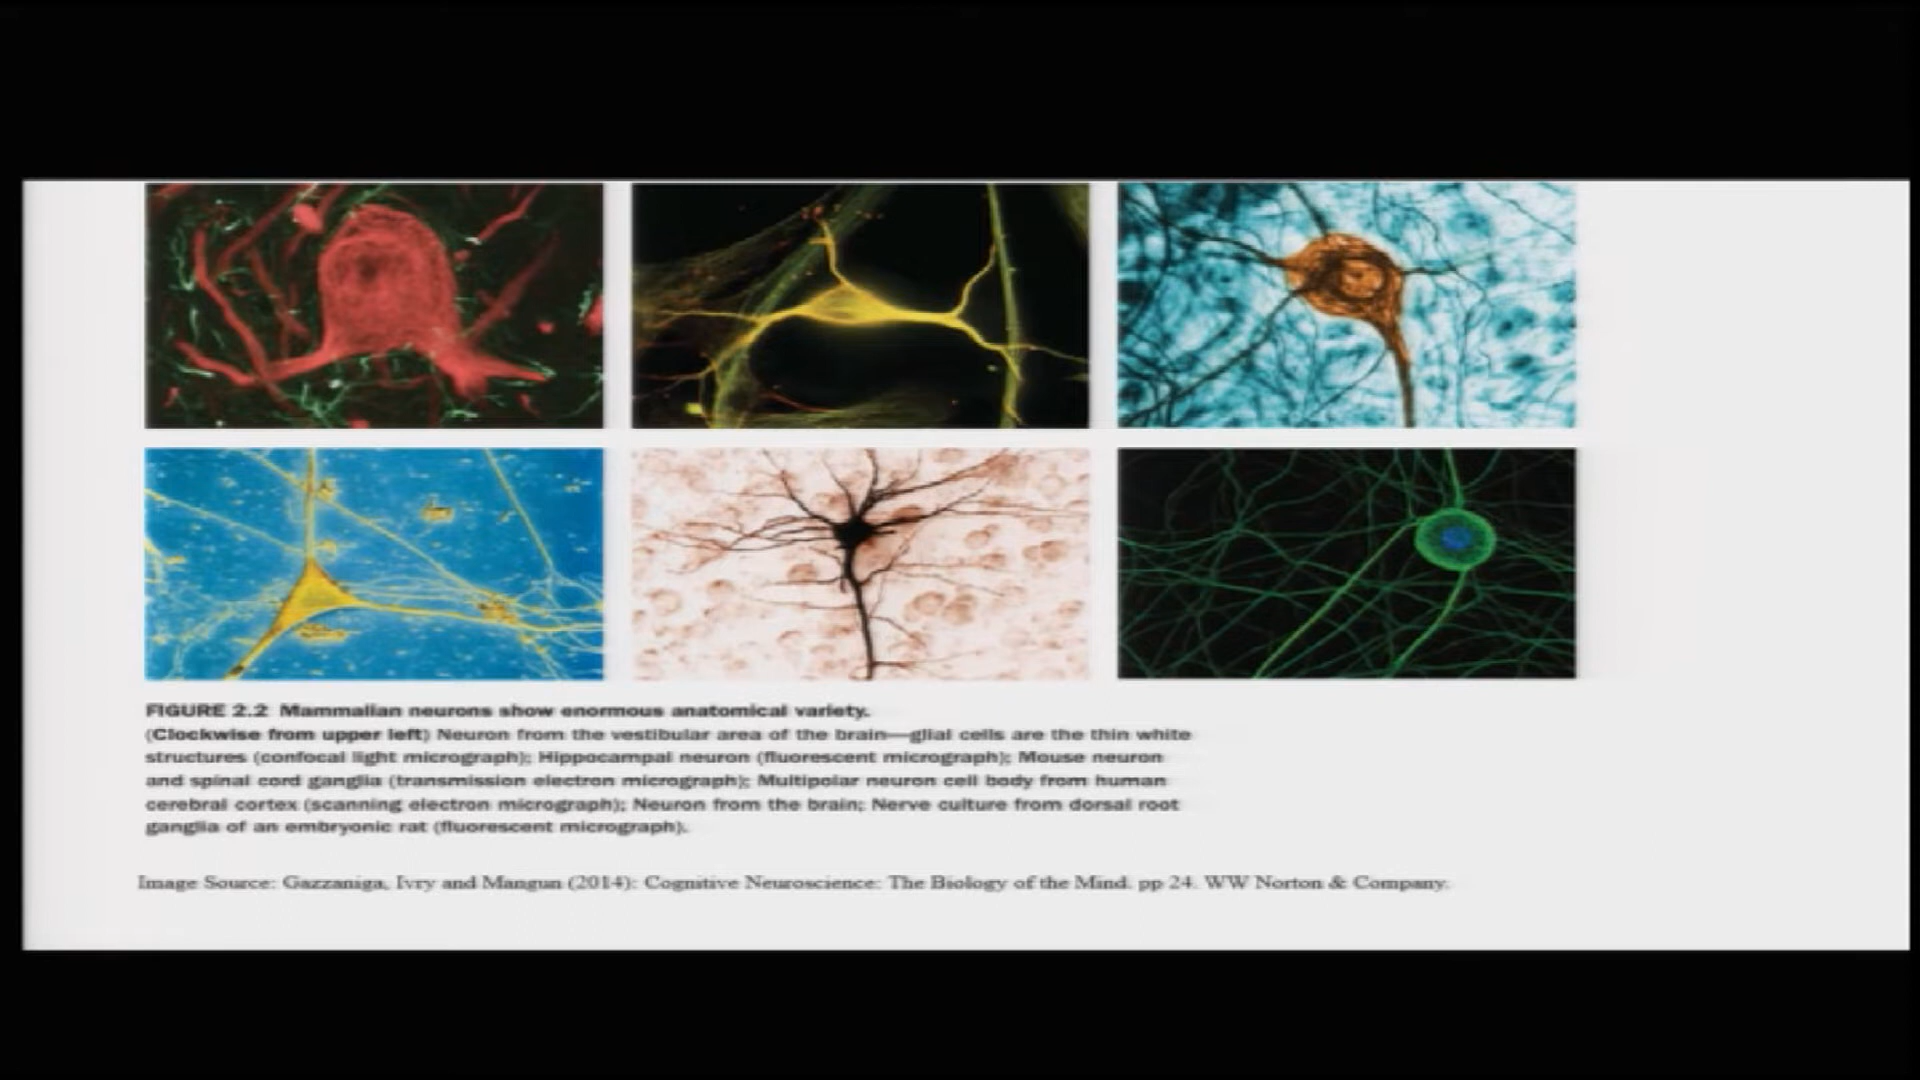 FIGURE 2.2 Mammalian neurons show enormous anatomical variety.
(Clockwise from upper left) Neuron from the vestibular area of the brain—glial cells are the thin white
structures (confocal light micrograph); Hippocampal neuron (fluorescent micrograph); Mouse neuron
and spinal cord ganglia (transmission electron micrograph); Multipolar neuron cell body from human
cerebral cortex (scanning electron micrograph); Neuron from the brain; Nerve culture from dorsal root
ganglia of an embryonic rat (fluorescent micrograph).
Image Source: Gazzaniga, Ivry and Mangun (2014): Cognitive Neuroscience: The Biology of the Mind. pp 24. WW Norton & Company.